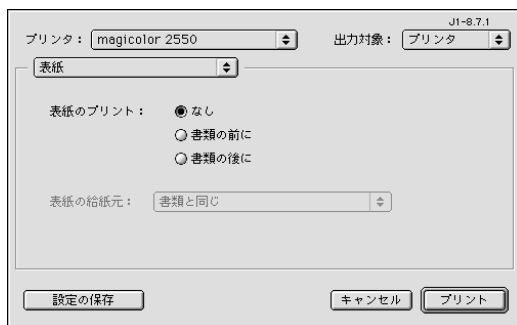 J1-8.7.1
プリンタ： magicolor 2550 出力対象： プリンタ
表紙
表紙のプリント： なし
書類の前に
書類の後に
表紙の給紙元： 書類と同じ
設定の保存 キャンセル プリント